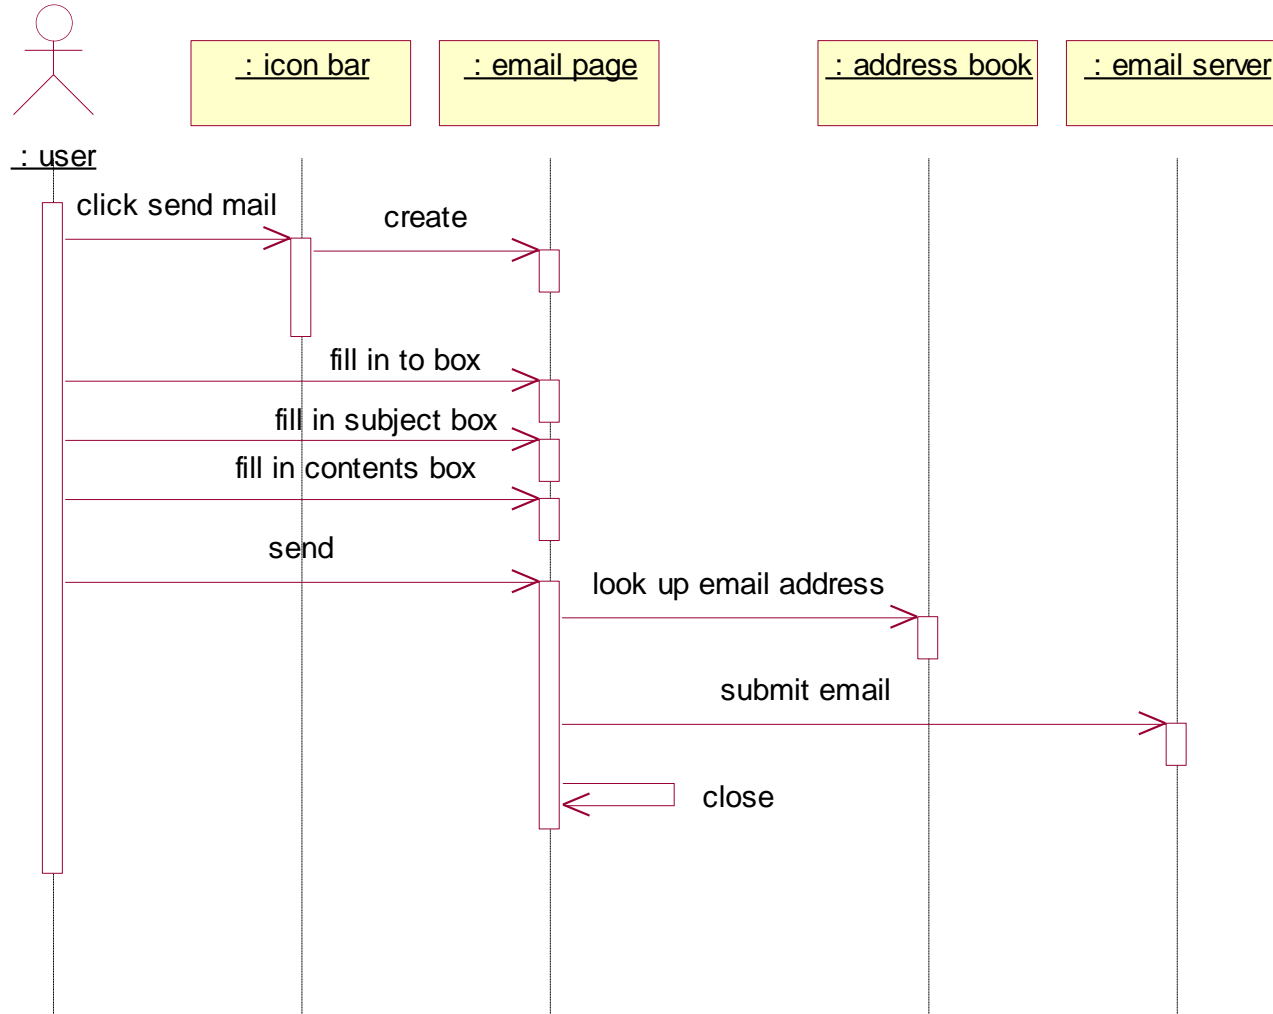 : icon bar
: email page
: address book
: email server
: user
click send mail
create
fill in to box
fill in subject box
fill in contents box
send
look up email address
submit email
close